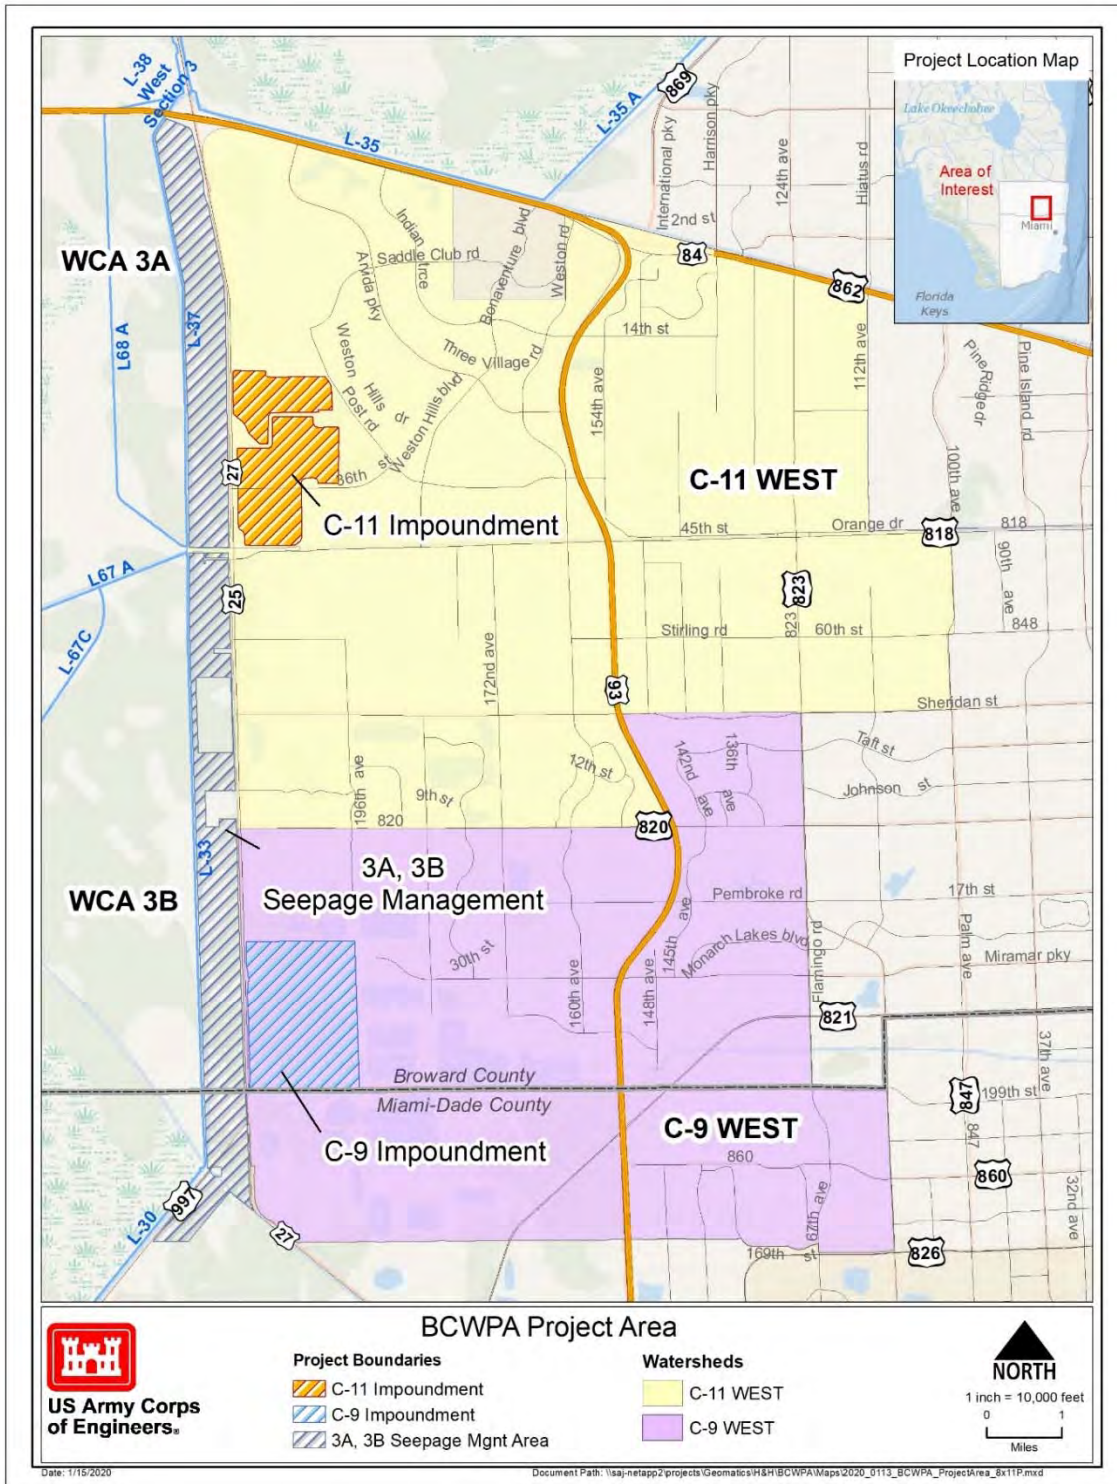 L-38
West
Section 3
869
L-35 A
L-35
International pky
Harrison pky
124th ave
Hiatus rd
2nd st
Project Location Map
Lake Okeechobee
Area of
Interest
Miami
Florida
Keys
WCA 3A
L68 A
L-37
Indian trce
Saddle Club rd
Arvida pky
Bonaventure blvd
Weston rd
84
862
14th st
Three Village rd
Weston
Hills dr
Post rd
Weston Hills blvd
154th ave
112th ave
Pine Ridge dr
Pine Island rd
100th ave
27
36th st
C-11 WEST
C-11 Impoundment
45th st
Orange dr
818
818
L67 A
L-67C
25
90th ave
823
823
Stirling rd
60th st
848
172nd ave
93
Sheridan st
Taft st
136th ave
142nd ave
12th st
Johnson st
196th ave
9th st
820
820
L-33
3A, 3B
Seepage Management
WCA 3B
Pembroke rd
17th st
145th ave
Monarch Lakes blvd
30th st
160th ave
148th ave
Flamingo rd
Palm ave
Miramar pky
821
37th ave
Broward County
Miami-Dade County
199th st
847
847
C-9 Impoundment
C-9 WEST
860
860
67th ave
32nd ave
997
L-30
27
169th st
826
BCWPA Project Area
US Army Corps
of Engineers®
Project Boundaries
C-11 Impoundment
C-9 Impoundment
3A, 3B Seepage Mgnt Area
Watersheds
C-11 WEST
C-9 WEST
NORTH
1 inch = 10,000 feet
0 1
Miles
Date: 1/15/2020
Document Path: \\saj-netapp2\projects\Geomatics\H&H\BCWPA\Maps\2020_0113_BCWPA_ProjectArea_8x11P.mxd